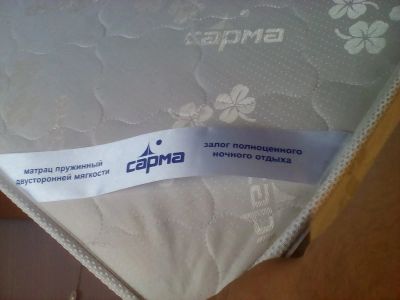 сарма
матрац пружинный
двусторонней мягкости
сарма
залог полноценного
ночного отдыха